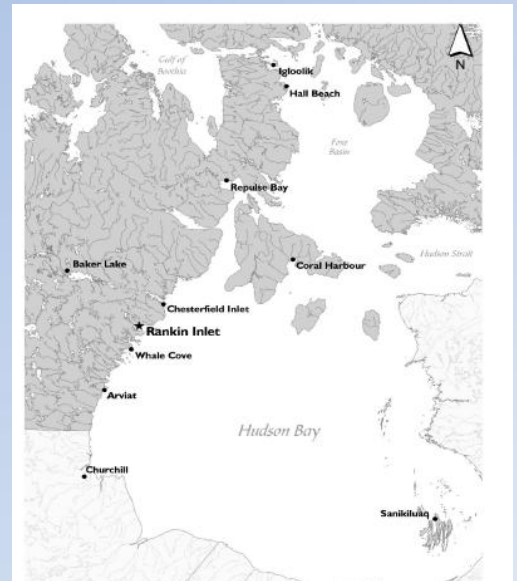 N
Gulf of
Boothia
Igloolik
Hall Beach
Foxe
Basin
Repulse Bay
Hudson Strait
Baker Lake
Coral Harbour
Chesterfield Inlet
Rankin Inlet
Whale Cove
Arviat
Hudson Bay
Churchill
Sanikiluaq